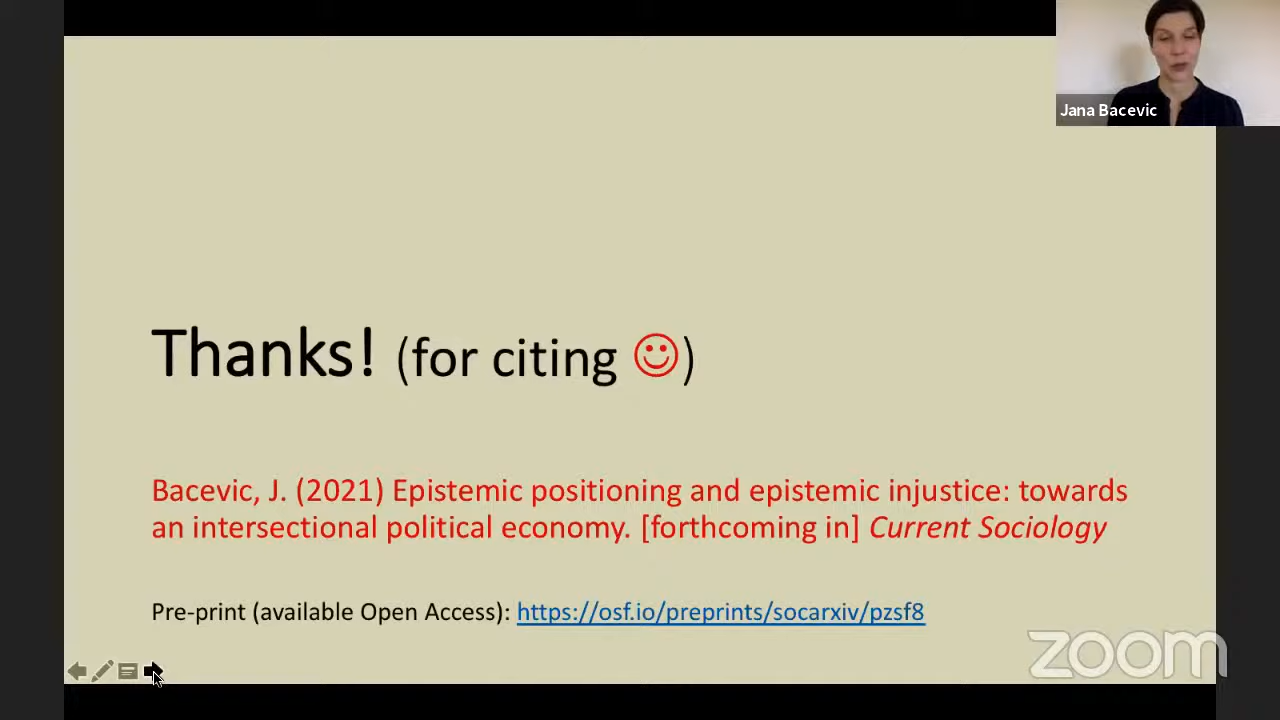 Jana Bacevic
Thanks! (for citing ☺)
Bacevic, J. (2021) Epistemic positioning and epistemic injustice: towards
an intersectional political economy. [forthcoming in] Current Sociology
Pre-print (available Open Access): https://osf.io/preprints/socarxiv/pzsf8
zoom